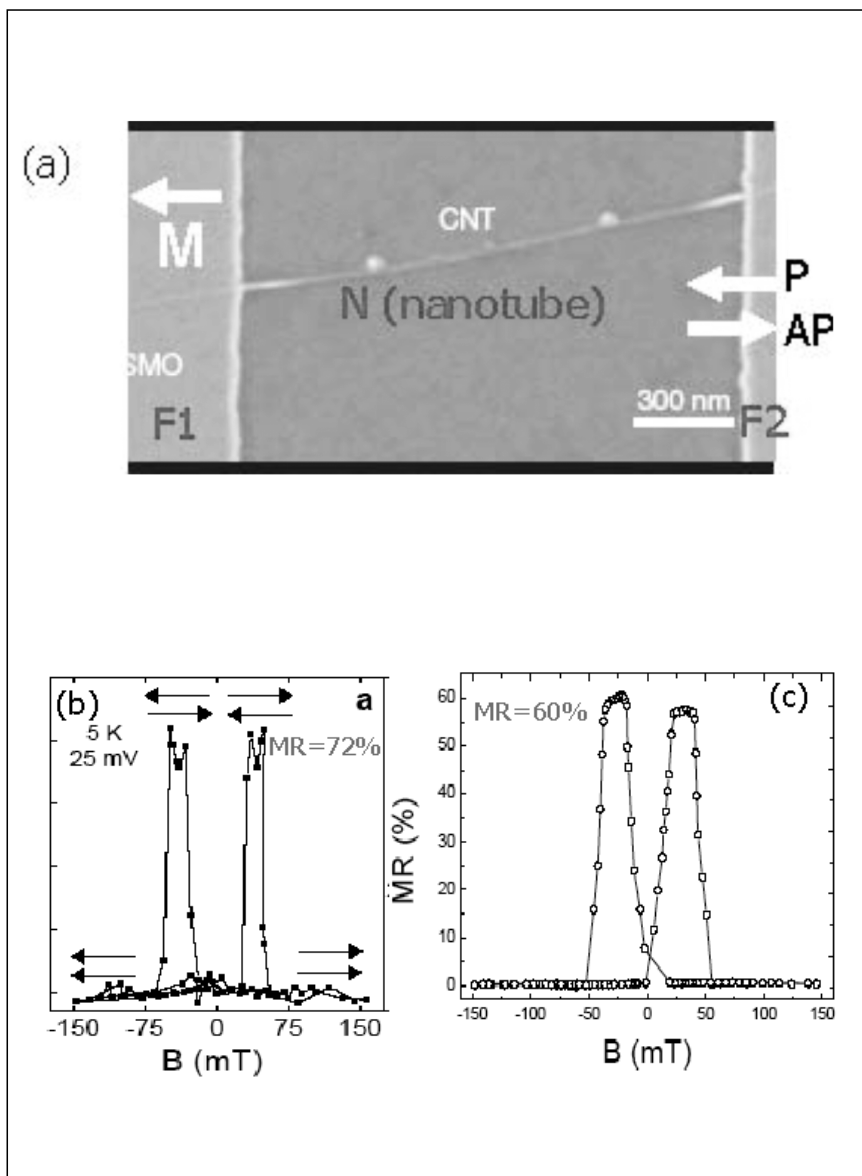 (a)
M
CNT
N (nanotube)
P
AP
SMO
300 nm
F1
F2
(b)
a
5 K
25 mV
MR=72%
-150 -75 0 75 150
B (mT)
(c)
MR=60%
MR (%)
60
50
40
30
20
10
0
-150 -100 -50 0 50 100 150
B (mT)